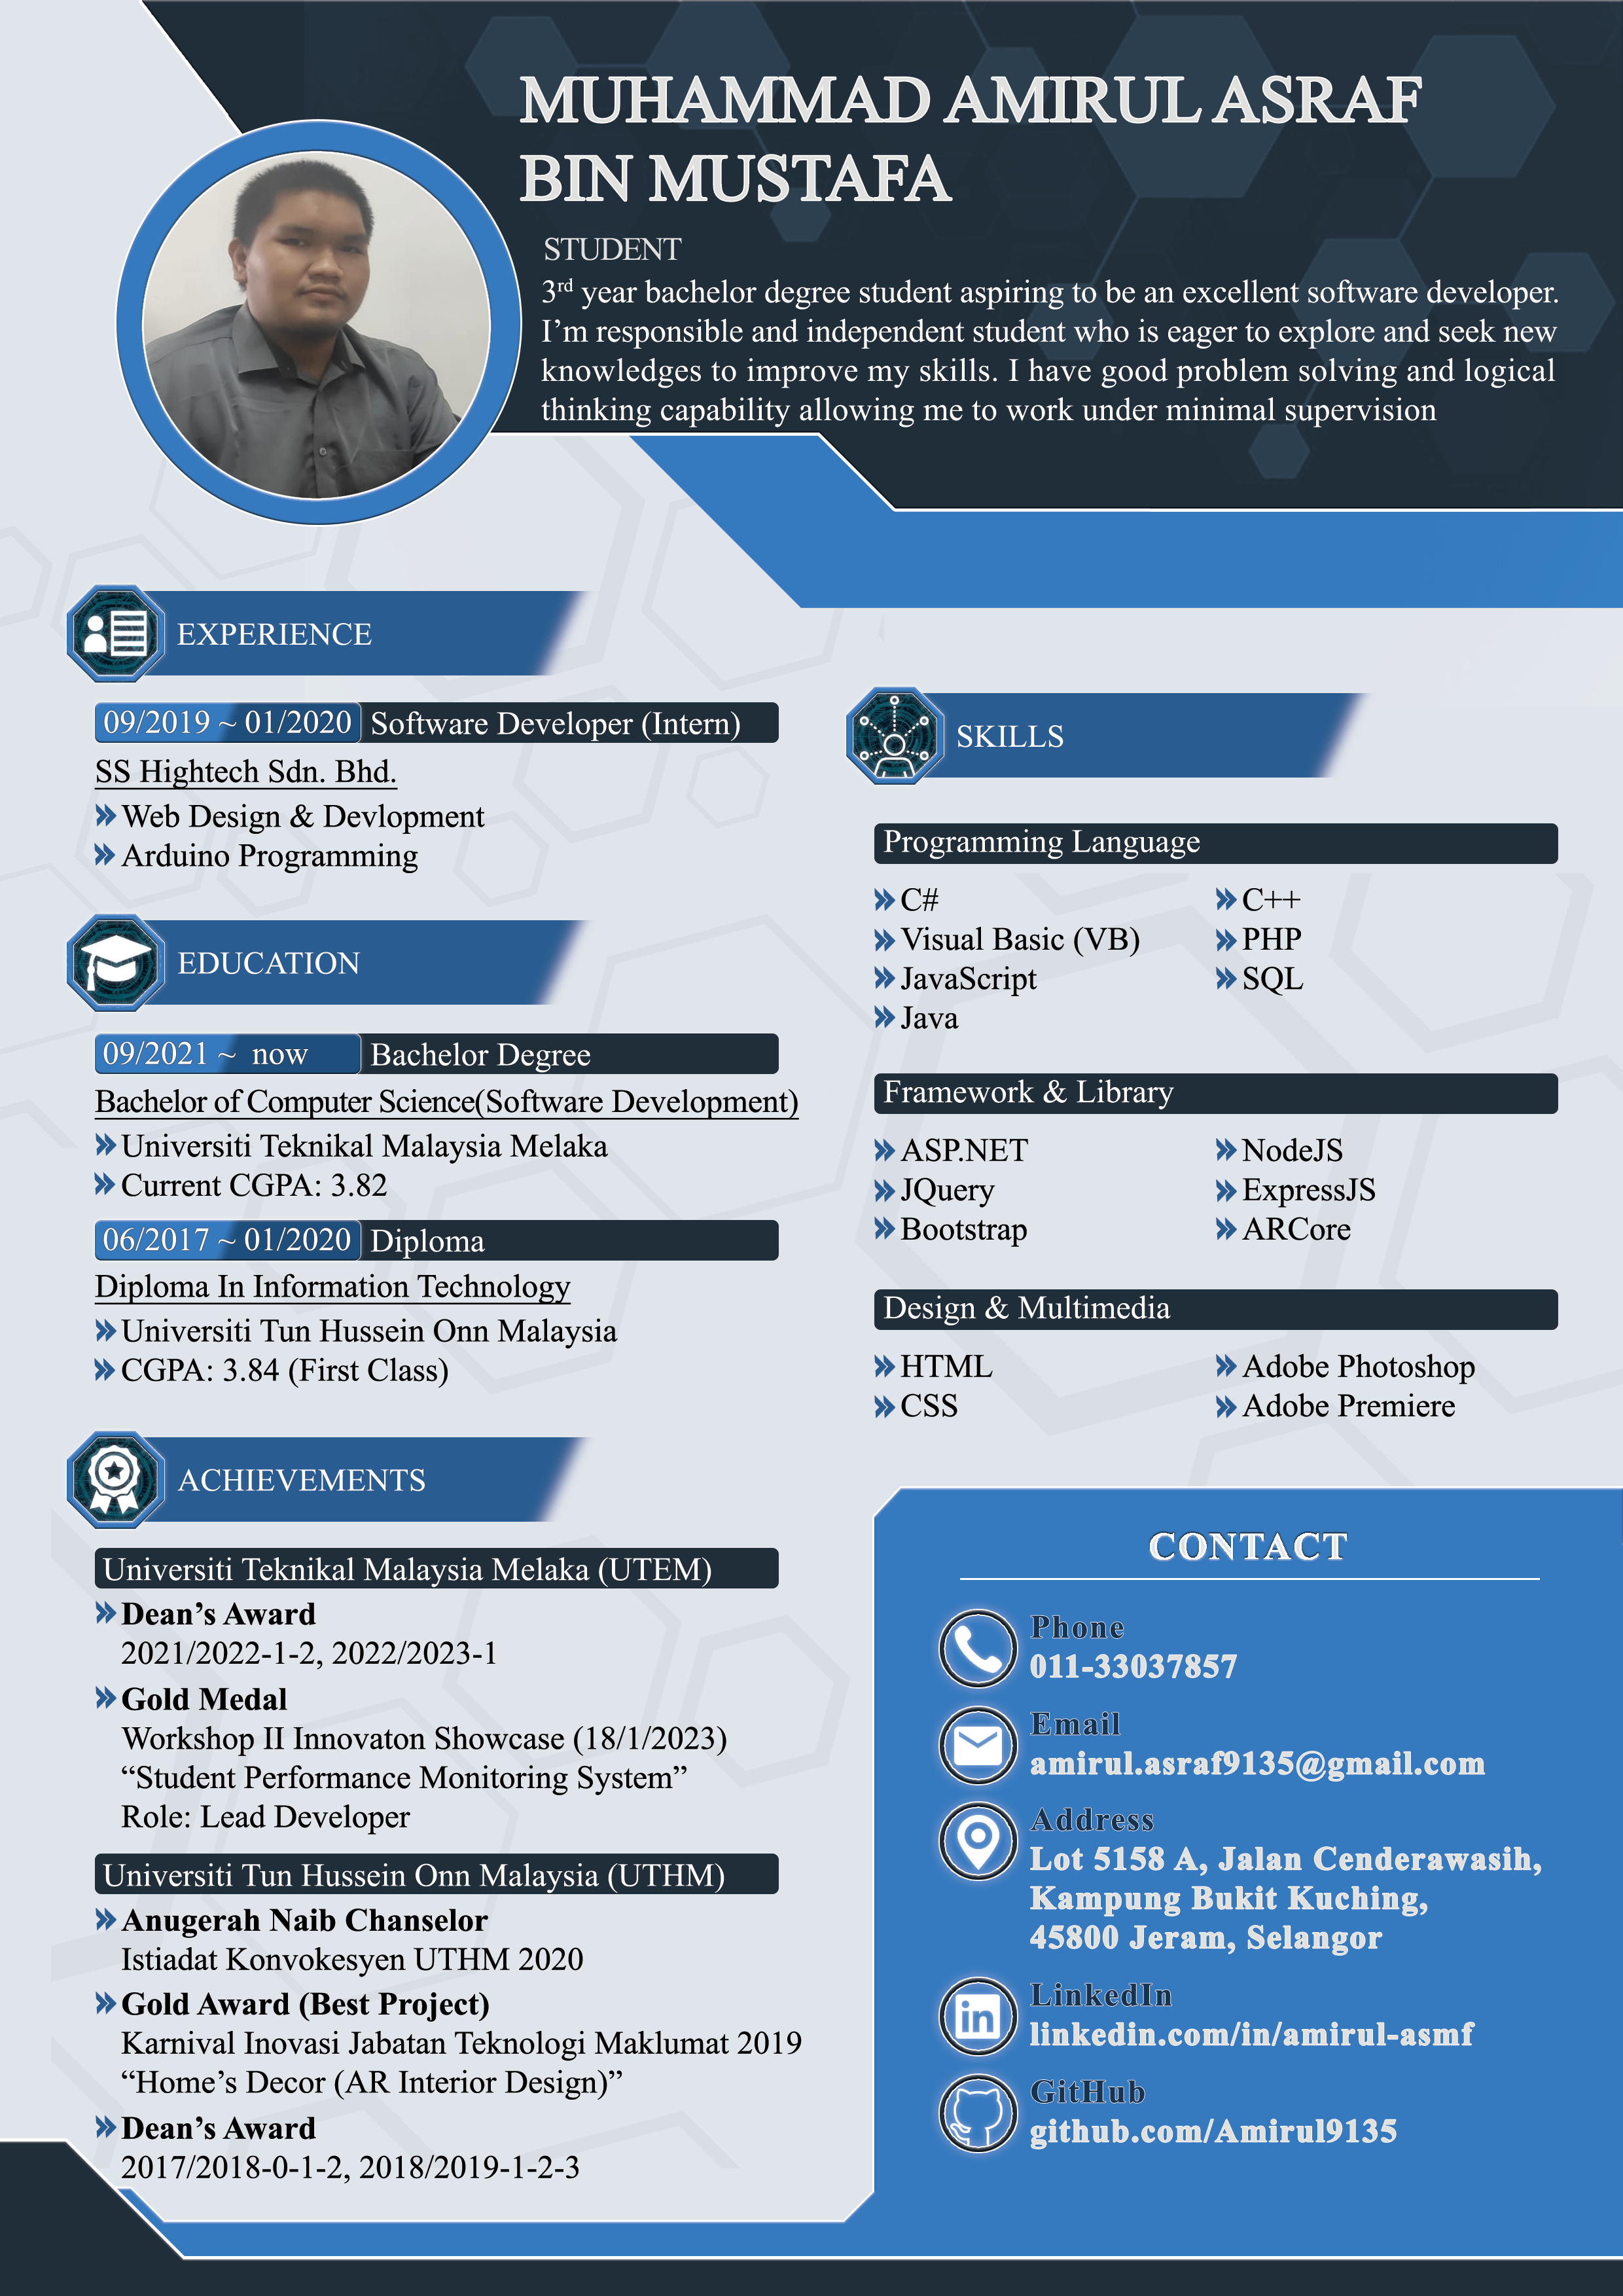 MUHAMMAD AMIRUL ASRAF
BIN MUSTAFA
STUDENT
3rd year bachelor degree student aspiring to be an excellent software developer.
I’m responsible and independent student who is eager to explore and seek new
knowledges to improve my skills. I have good problem solving and logical
thinking capability allowing me to work under minimal supervision
EXPERIENCE
09/2019 ~ 01/2020 Software Developer (Intern)
SS Hightech Sdn. Bhd.
Web Design & Devlopment
Arduino Programming
EDUCATION
09/2021 ~ now Bachelor Degree
Bachelor of Computer Science(Software Development)
Universiti Teknikal Malaysia Melaka
Current CGPA: 3.82
06/2017 ~ 01/2020 Diploma
Diploma In Information Technology
Universiti Tun Hussein Onn Malaysia
CGPA: 3.84 (First Class)
ACHIEVEMENTS
Universiti Teknikal Malaysia Melaka (UTEM)
Dean’s Award
2021/2022-1-2, 2022/2023-1
Gold Medal
Workshop II Innovaton Showcase (18/1/2023)
“Student Performance Monitoring System”
Role: Lead Developer
Universiti Tun Hussein Onn Malaysia (UTHM)
Anugerah Naib Chanselor
Istiadat Konvokesyen UTHM 2020
Gold Award (Best Project)
Karnival Inovasi Jabatan Teknologi Maklumat 2019
“Home’s Decor (AR Interior Design)”
Dean’s Award
2017/2018-0-1-2, 2018/2019-1-2-3
SKILLS
Programming Language
C# C++
Visual Basic (VB) PHP
JavaScript SQL
Java
Framework & Library
ASP.NET NodeJS
JQuery ExpressJS
Bootstrap ARCore
Design & Multimedia
HTML Adobe Photoshop
CSS Adobe Premiere
CONTACT
Phone
011-33037857
Email
amirul.asraf9135@gmail.com
Address
Lot 5158 A, Jalan Cenderawasih,
Kampung Bukit Kuching,
45800 Jeram, Selangor
LinkedIn
linkedin.com/in/amirul-asmf
GitHub
github.com/Amirul9135